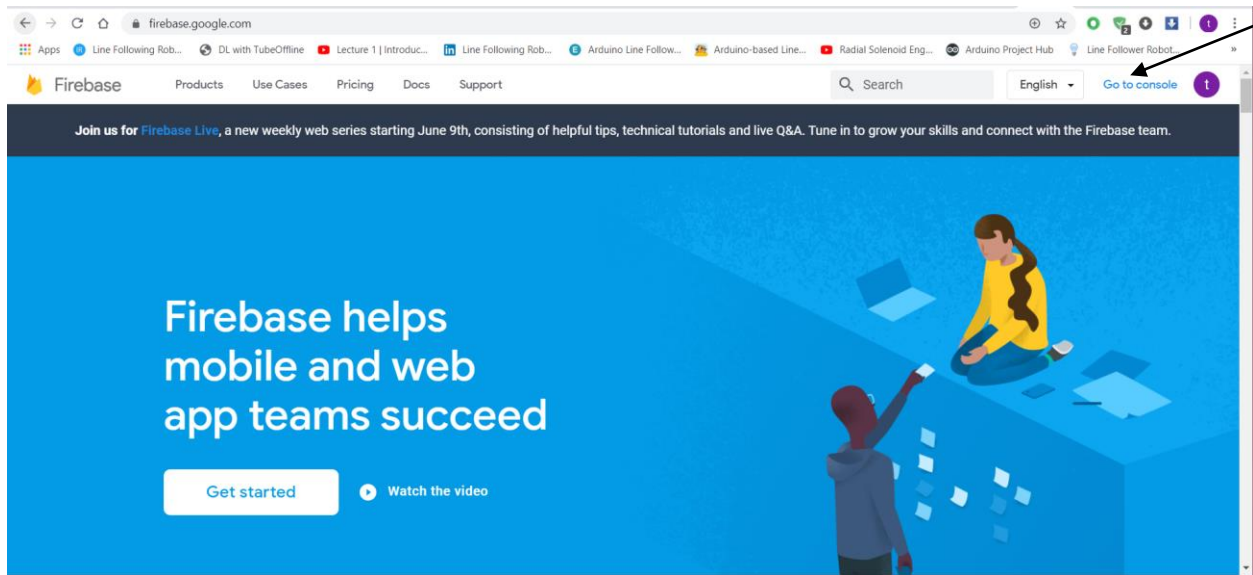 firebase.google.com
Apps Line Following Rob... DL with TubeOffline Lecture 1 | Introduc... in Line Following Rob... E Arduino Line Follow... Arduino-based Line... Radial Solenoid Eng... Arduino Project Hub Line Follower Robot... »
Firebase Products Use Cases Pricing Docs Support Search English Go to console t
Join us for Firebase Live, a new weekly web series starting June 9th, consisting of helpful tips, technical tutorials and live Q&A. Tune in to grow your skills and connect with the Firebase team.
Firebase helps
mobile and web
app teams succeed
Get started Watch the video